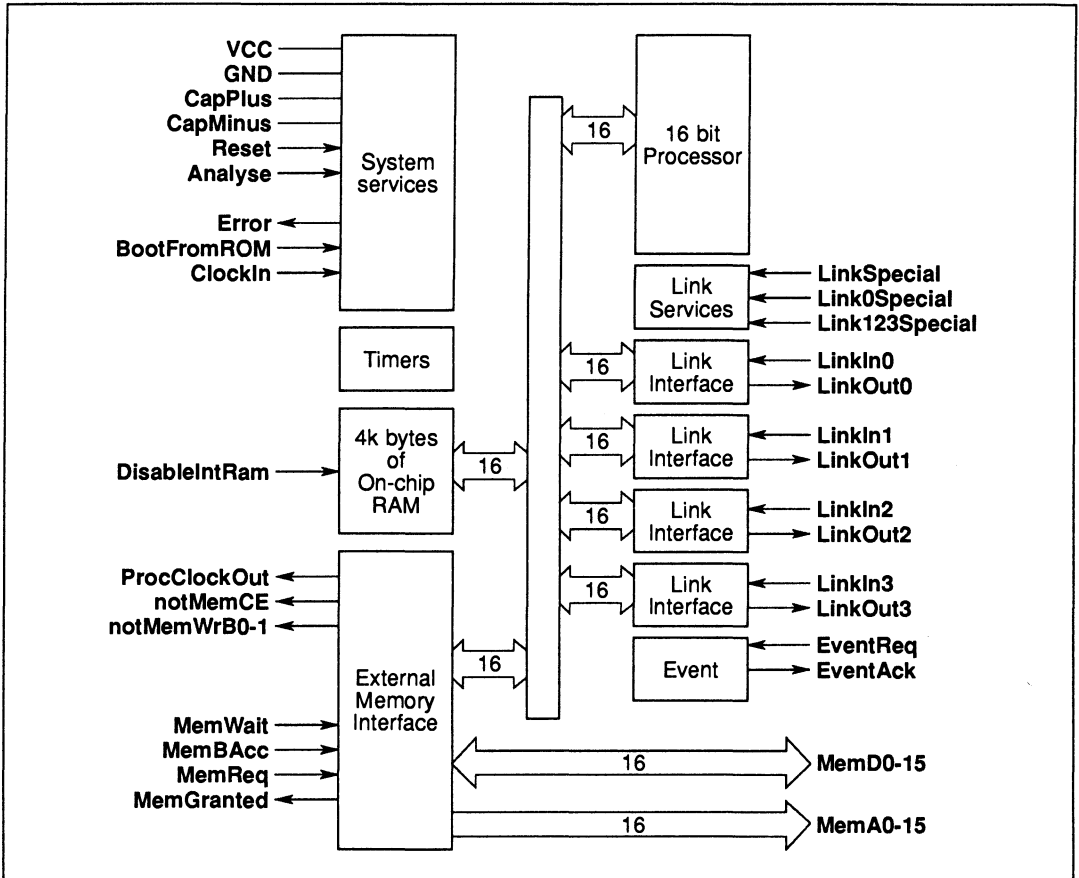 VCC
GND
CapPlus
CapMinus
Reset
Analyse
Error
BootFromROM
ClockIn
System
services
Timers
4k bytes
of
On-chip
RAM
DisableIntRam
16
ProcClockOut
notMemCE
notMemWrB0-1
MemWait
MemBAcc
MemReq
MemGranted
External
Memory
Interface
16
16
16 bit
Processor
Link
Services
LinkSpecial
Link0Special
Link123Special
16
Link
Interface
LinkIn0
LinkOut0
16
Link
Interface
LinkIn1
LinkOut1
16
Link
Interface
LinkIn2
LinkOut2
16
Link
Interface
LinkIn3
LinkOut3
Event
EventReq
EventAck
16
MemD0-15
16
MemA0-15